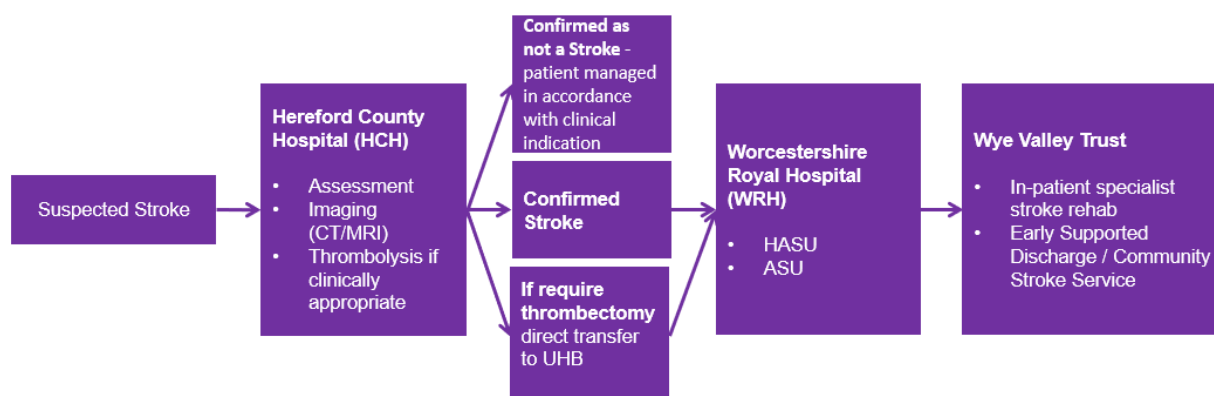 Suspected Stroke
Hereford County
Hospital (HCH)
• Assessment
• Imaging
(CT/MRI)
• Thrombolysis if
clinically
appropriate
Confirmed as
not a Stroke -
patient managed
in accordance
with clinical
indication
Confirmed
Stroke
If require
thrombectomy
direct transfer
to UHB
Worcestershire
Royal Hospital
(WRH)
• HASU
• ASU
Wye Valley Trust
• In-patient specialist
stroke rehab
• Early Supported
Discharge / Community
Stroke Service